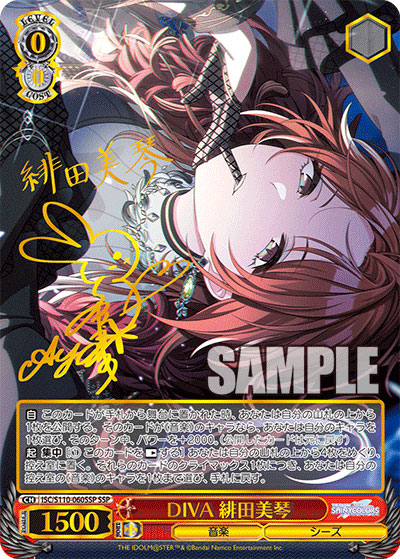 LEVEL
0
0
COST
緋田美琴
SAMPLE
【自】 このカードが手札から舞台に置かれた時、あなたは自分の山札の上から
1枚を公開する。そのカードが《音楽》のキャラなら、あなたは自分のキャラを
1枚選び、そのターン中、パワーを+2000。(公開したカードは元に戻す)
【起】 集中 [① このカードを[レスト]する] あなたは自分の山札の上から4枚をめくり、
控え室に置く。それらのカードのクライマックス1枚につき、あなたは自分の
控え室の《音楽》のキャラを1枚まで選び、手札に戻す。
CH ISC/S110-060SSP SSP
POWER
1500
SOUL
DIVA 緋田美琴
SHINYCOLORS
音楽
シーズ
THE IDOLM@STER™& ©Bandai Namco Entertainment Inc.